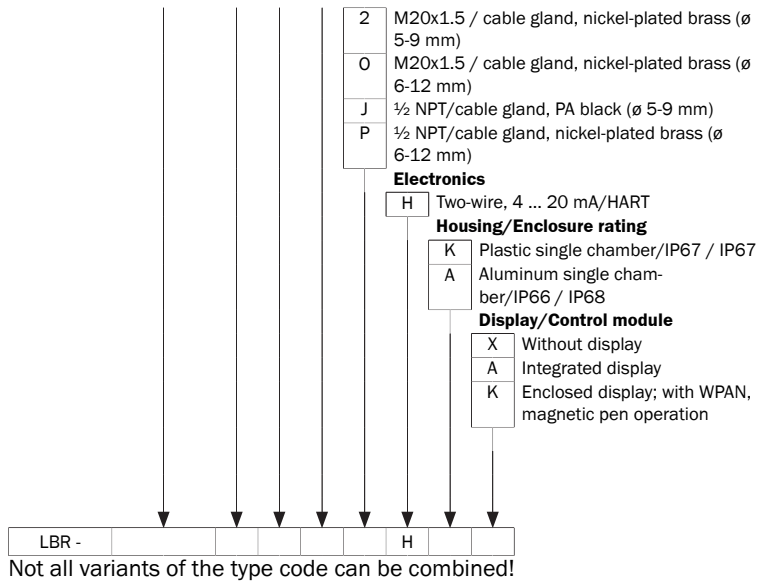 2 M20x1.5 / cable gland, nickel-plated brass (ø
5-9 mm)
0 M20x1.5 / cable gland, nickel-plated brass (ø
6-12 mm)
J ½ NPT/cable gland, PA black (ø 5-9 mm)
P ½ NPT/cable gland, nickel-plated brass (ø
6-12 mm)
Electronics
H Two-wire, 4 ... 20 mA/HART
Housing/Enclosure rating
K Plastic single chamber/IP67 / IP67
A Aluminum single cham-
ber/IP66 / IP68
Display/Control module
X Without display
A Integrated display
K Enclosed display; with WPAN,
magnetic pen operation
LBR - H
Not all variants of the type code can be combined!